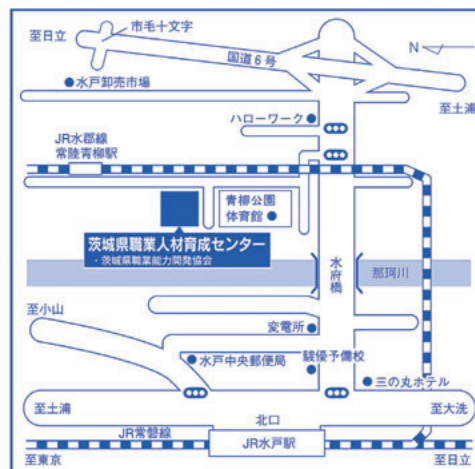 市毛十文字
至日立
国道6号
N
水戸卸売市場
至土浦
ハローワーク
JR水郡線
常陸青柳駅
青柳公園
体育館
茨城県職業人材育成センター
・茨城県職業能力開発協会
水府橋
那珂川
至小山
変電所
水戸中央郵便局
駿優予備校
三の丸ホテル
至土浦
北口
至大洗
JR常磐線
JR水戸駅
至東京
至日立